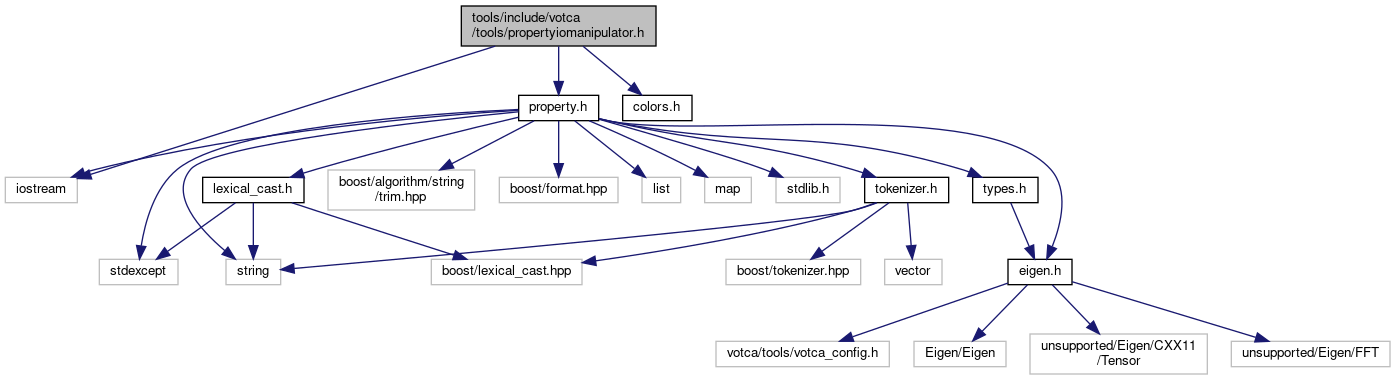 tools/include/votca
/tools/propertyiomanipulator.h
property.h
colors.h
iostream
lexical_cast.h
boost/algorithm/string
/trim.hpp
boost/format.hpp
list
map
stdlib.h
tokenizer.h
types.h
stdexcept
string
boost/lexical_cast.hpp
boost/tokenizer.hpp
vector
eigen.h
votca/tools/votca_config.h
Eigen/Eigen
unsupported/Eigen/CXX11
/Tensor
unsupported/Eigen/FFT